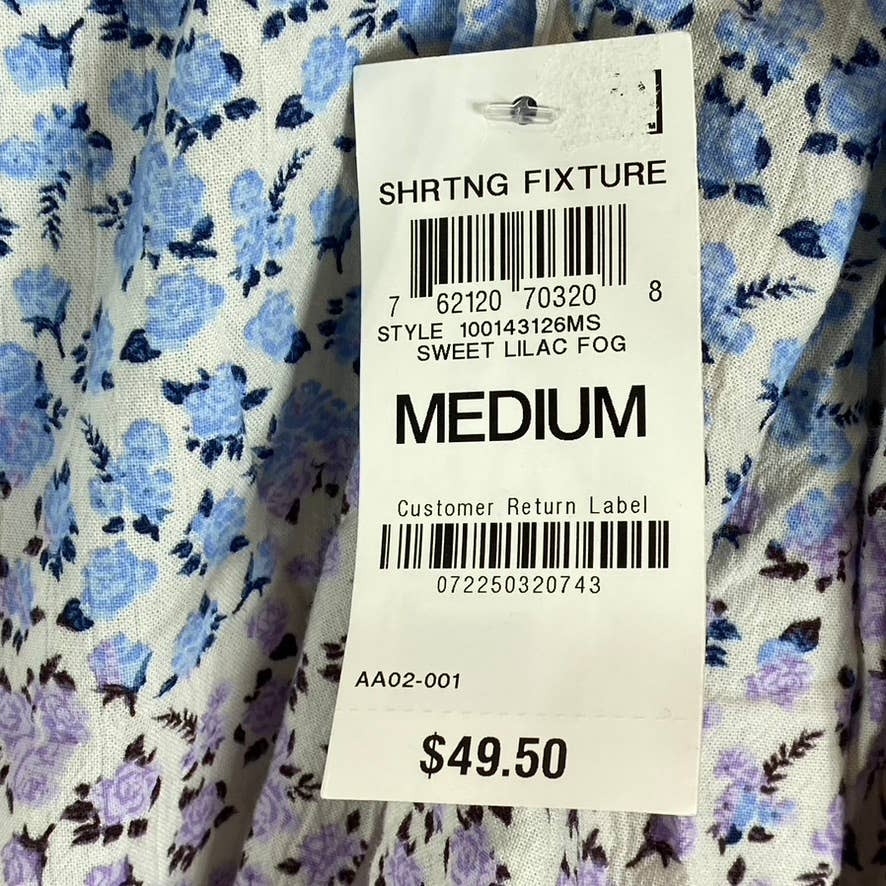 SHRTNG FIXTURE
7 62120 70320 8
STYLE 100143126MS
SWEET LILAC FOG
MEDIUM
Customer Return Label
072250320743
AA02-001
$49.50